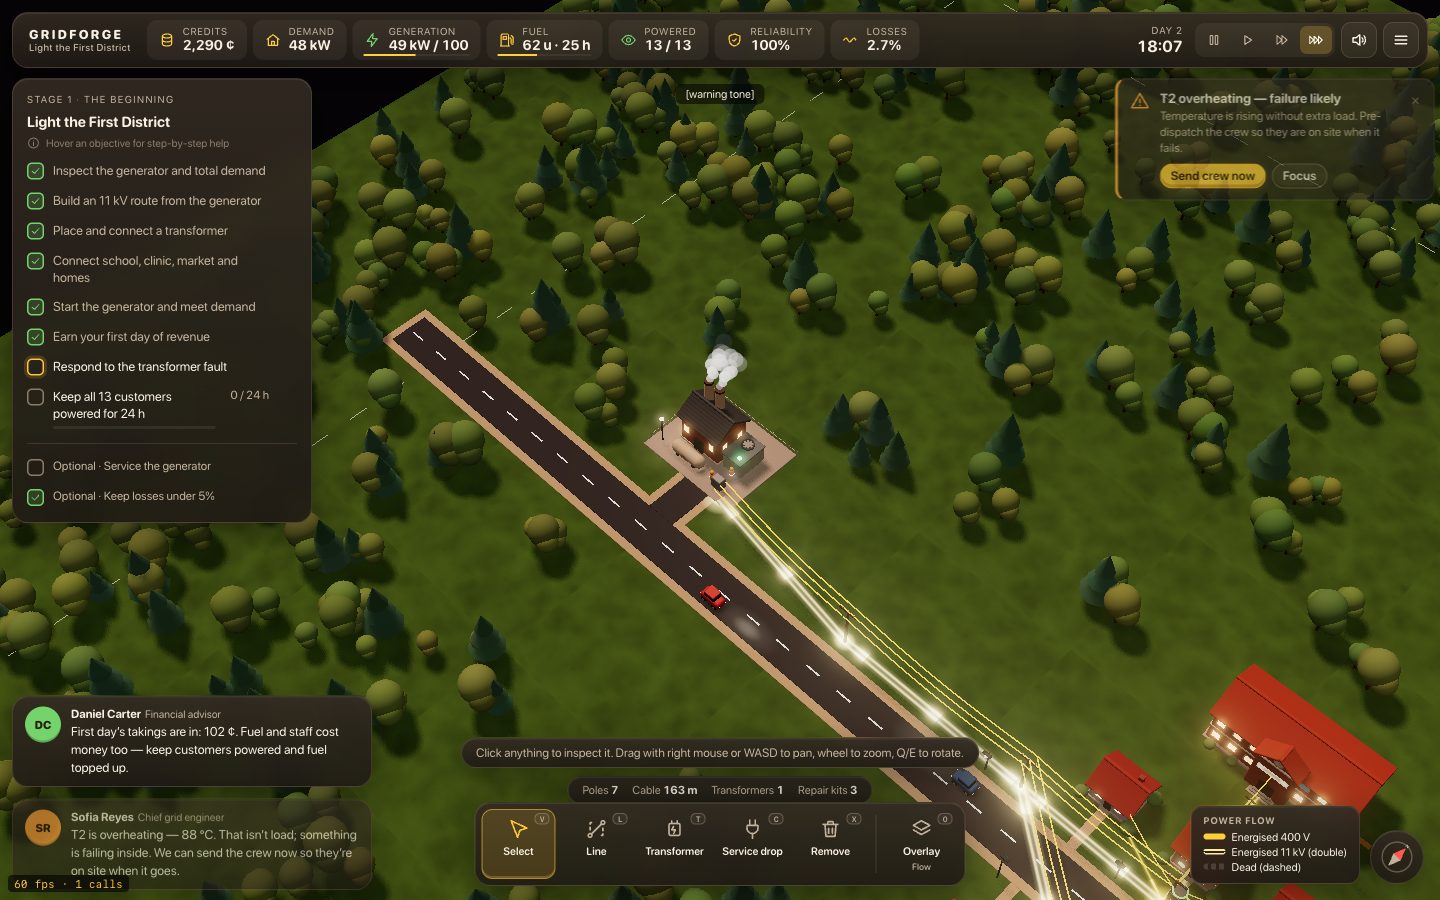 GRIDFORGE
Light the First District
CREDITS
2,290 ¢
DEMAND
48 kW
GENERATION
49 kW / 100
FUEL
62 u · 25 h
POWERED
13 / 13
RELIABILITY
100%
LOSSES
2.7%
DAY 2
18:07
STAGE 1 · THE BEGINNING
Light the First District
Hover an objective for step-by-step help
Inspect the generator and total demand
Build an 11 kV route from the generator
Place and connect a transformer
Connect school, clinic, market and
homes
Start the generator and meet demand
Earn your first day of revenue
Respond to the transformer fault
Keep all 13 customers
powered for 24 h
0 / 24 h
Optional · Service the generator
Optional · Keep losses under 5%
[warning tone]
T2 overheating — failure likely
Temperature is rising without extra load. Pre-
dispatch the crew so they are on site when it
fails.
Send crew now
Focus
DC
Daniel Carter Financial advisor
First day's takings are in: 102 ¢. Fuel and staff cost
money too — keep customers powered and fuel
topped up.
SR
Sofia Reyes Chief grid engineer
T2 is overheating — 88 °C. That isn't load; something
is failing inside. We can send the crew now so they're
on site when it goes.
60 fps · 1 calls
Click anything to inspect it. Drag with right mouse or WASD to pan, wheel to zoom, Q/E to rotate.
Poles 7 Cable 163 m Transformers 1 Repair kits 3
V
Select
L
Line
T
Transformer
C
Service drop
X
Remove
O
Overlay
Flow
POWER FLOW
Energised 400 V
Energised 11 kV (double)
Dead (dashed)